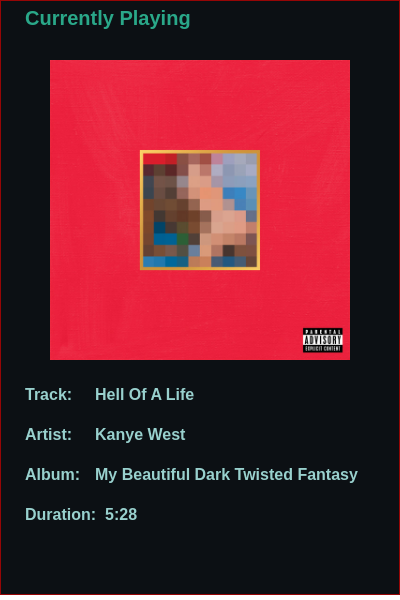 Currently Playing
PARENTAL
ADVISORY
EXPLICIT CONTENT
Track: Hell Of A Life
Artist: Kanye West
Album: My Beautiful Dark Twisted Fantasy
Duration: 5:28